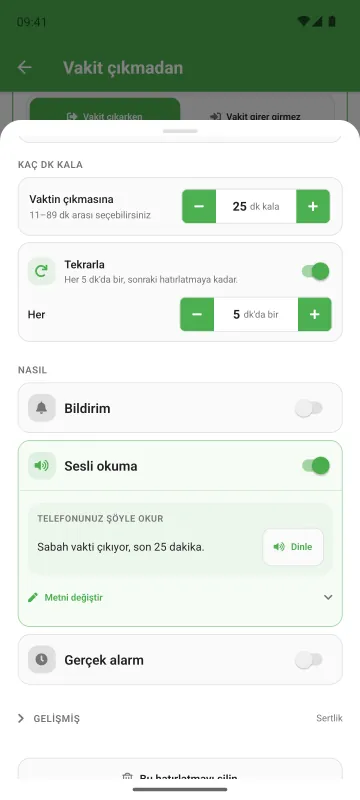 09:41
Vakit çıkmadan
Vakit çıkarken
Vakit girer girmez
KAÇ DK KALA
Vaktin çıkmasına
11–89 dk arası seçebilirsiniz
− 25 dk kala +
Tekrarla
Her 5 dk'da bir, sonraki hatırlatmaya kadar.
Her
− 5 dk'da bir +
NASIL
Bildirim
Sesli okuma
TELEFONUNUZ ŞÖYLE OKUR
Sabah vakti çıkıyor, son 25 dakika.
Dinle
Metni değiştir
Gerçek alarm
GELİŞMİŞ
Sertlik
Bu hatırlatmayı silin